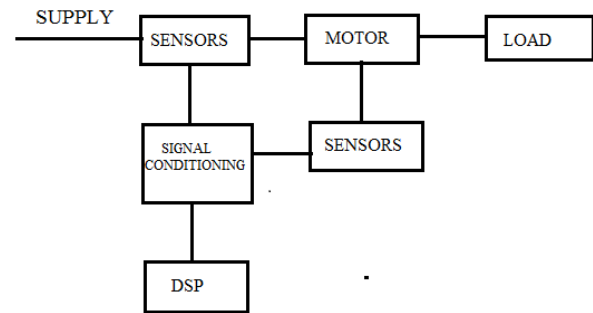 SUPPLY
SENSORS
MOTOR
LOAD
SIGNAL
CONDITIONING
SENSORS
DSP